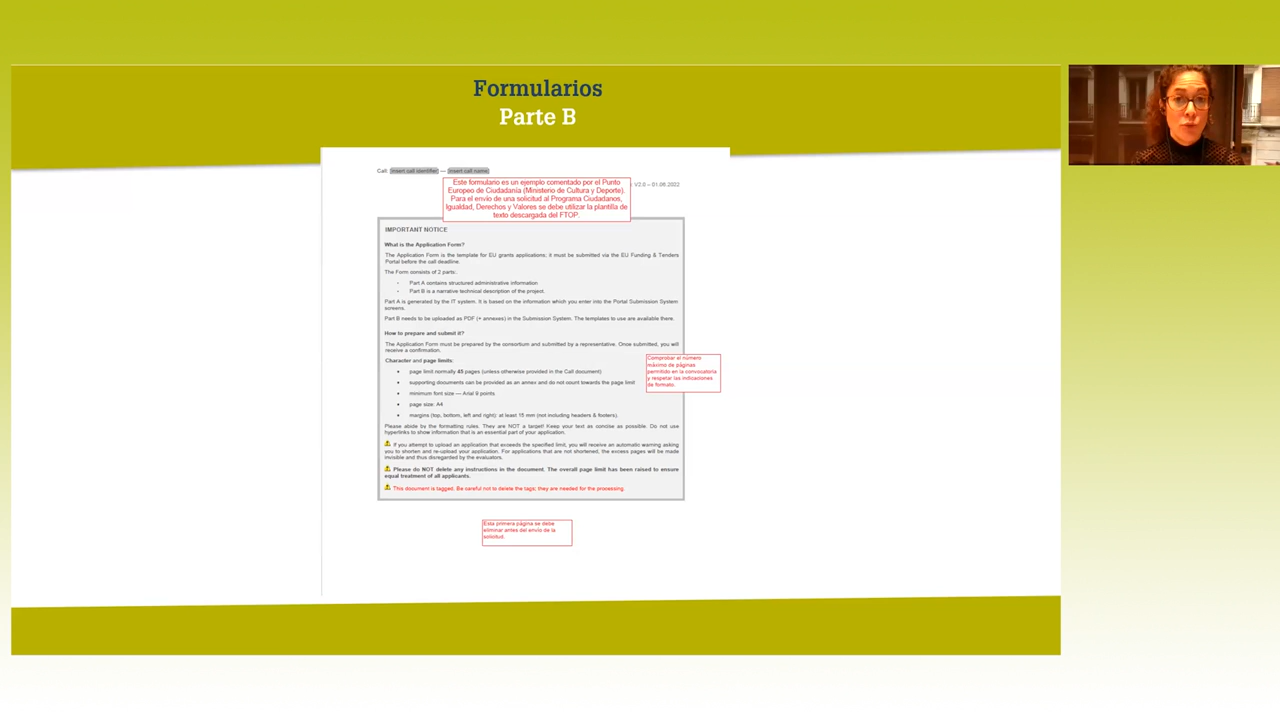 Formularios
Parte B
Call: [insert call identifier] — [insert call name]
Este formulario es un ejemplo comentado por el Punto
Europeo de Ciudadanía (Ministerio de Cultura y Deporte).
Para el envío de una solicitud al Programa Ciudadanos,
Igualdad, Derechos y Valores se debe utilizar la plantilla de
texto descargada del FTOP.
V2.0 – 01.06.2022
IMPORTANT NOTICE
What is the Application Form?
The Application Form is the template for EU grants applications; it must be submitted via the EU Funding & Tenders
Portal before the call deadline.
The Form consists of 2 parts:
- Part A contains structured administrative information
- Part B is a narrative technical description of the project.
Part A is generated by the IT system. It is based on the information which you enter into the Portal Submission System
screens.
Part B needs to be uploaded as PDF (+ annexes) in the Submission System. The templates to use are available there.
How to prepare and submit it?
The Application Form must be prepared by the consortium and submitted by a representative. Once submitted, you will
receive a confirmation.
Character and page limits:
• page limit normally 45 pages (unless otherwise provided in the Call document)
• supporting documents can be provided as an annex and do not count towards the page limit
• minimum font size — Arial 9 points
• page size: A4
• margins (top, bottom, left and right): at least 15 mm (not including headers & footers).
Comprobar el número
máximo de páginas
permitido en la convocatoria
y respetar las indicaciones
de formato.
Please abide by the formatting rules. They are NOT a target! Keep your text as concise as possible. Do not use
hyperlinks to show information that is an essential part of your application.
If you attempt to upload an application that exceeds the specified limit, you will receive an automatic warning asking
you to shorten and re-upload your application. For applications that are not shortened, the excess pages will be made
invisible and thus disregarded by the evaluators.
Please do NOT delete any instructions in the document. The overall page limit has been raised to ensure
equal treatment of all applicants.
This document is tagged. Be careful not to delete the tags; they are needed for the processing.
Esta primera página se debe
eliminar antes del envío de la
solicitud.